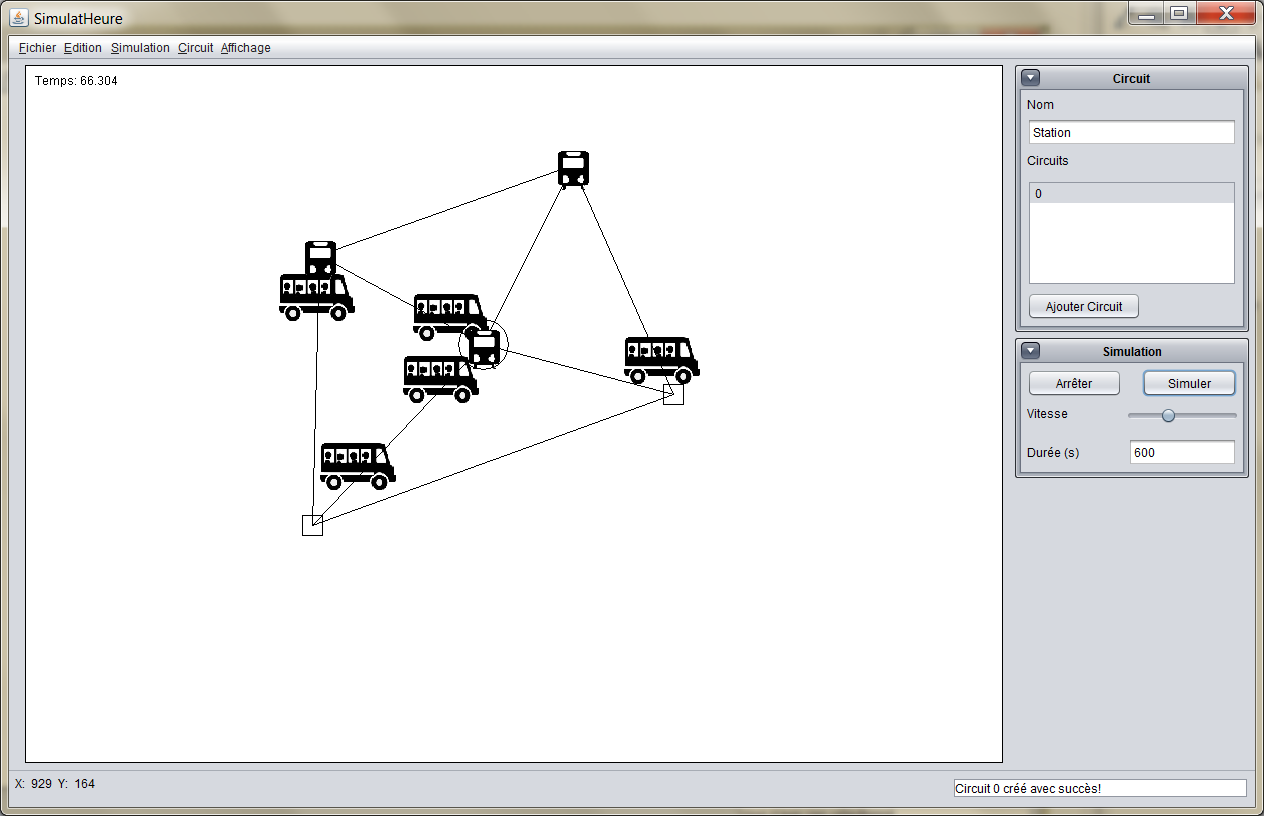 SimulatHeure
Fichier Edition Simulation Circuit Affichage
Temps: 66.304
Circuit
Nom
Station
Circuits
0
Ajouter Circuit
Simulation
Arrêter Simuler
Vitesse
Durée (s) 600
X: 929 Y: 164
Circuit 0 créé avec succès!